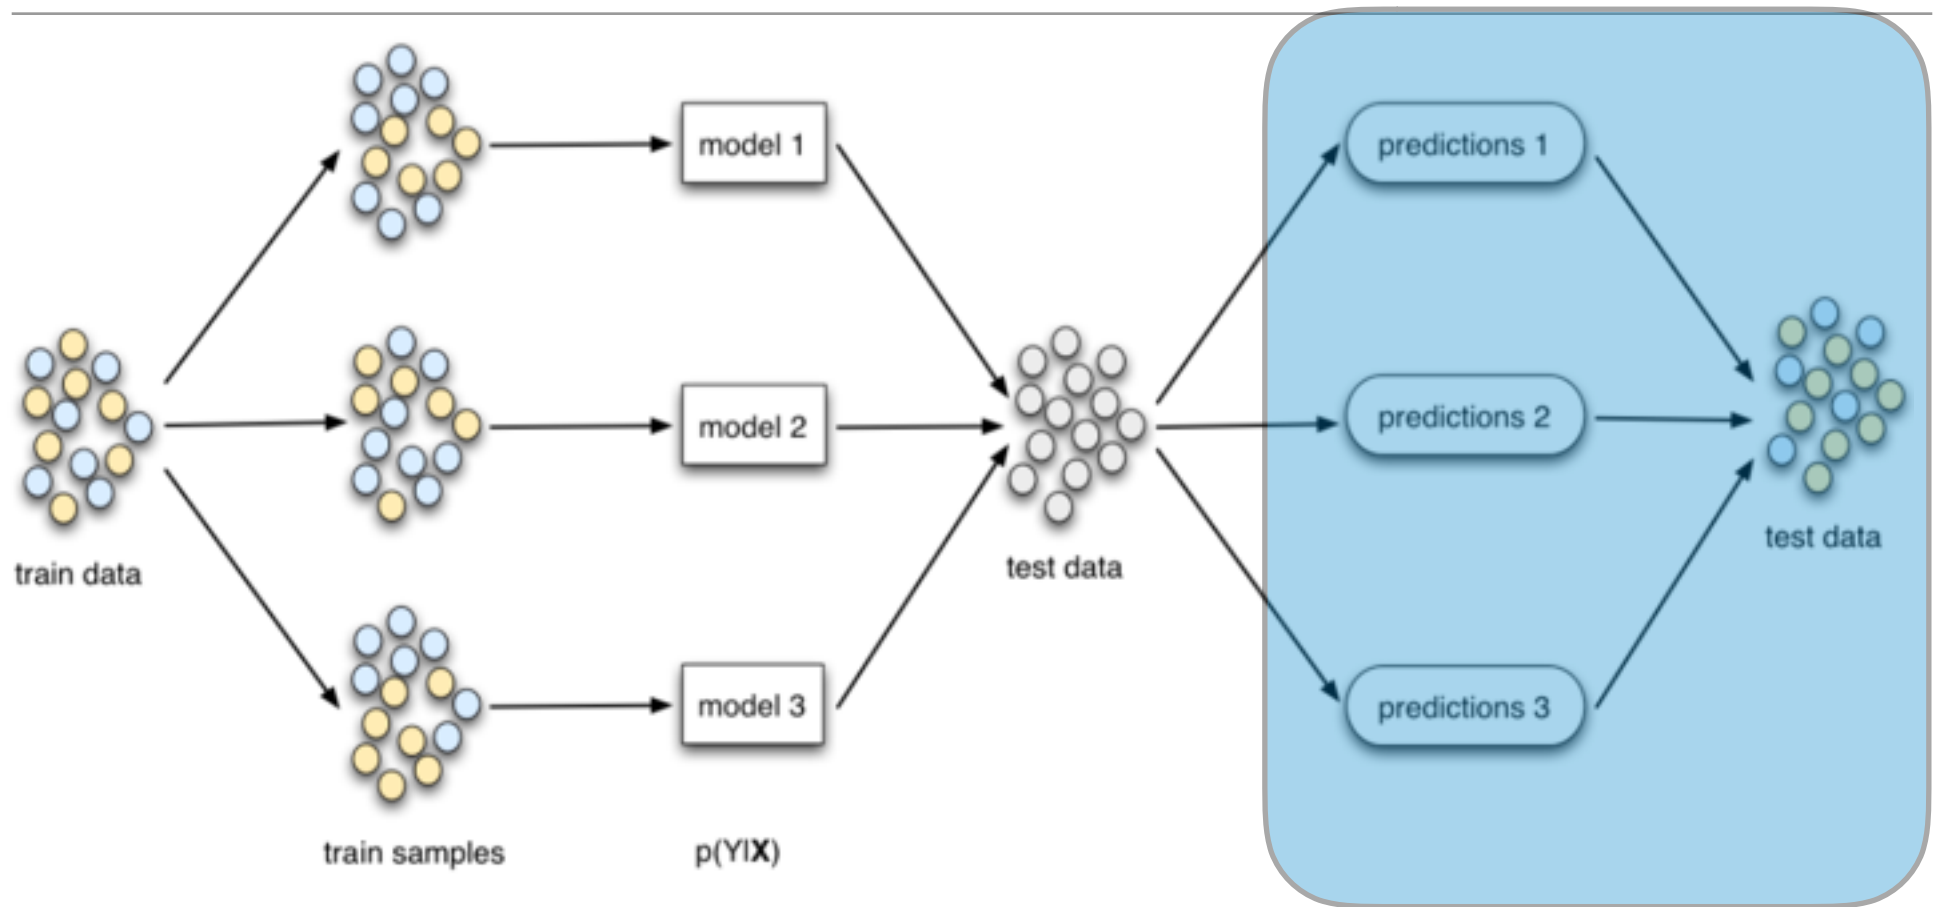 model 1
predictions 1
train data
model 2
test data
predictions 2
test data
model 3
predictions 3
train samples
p(Y|X)